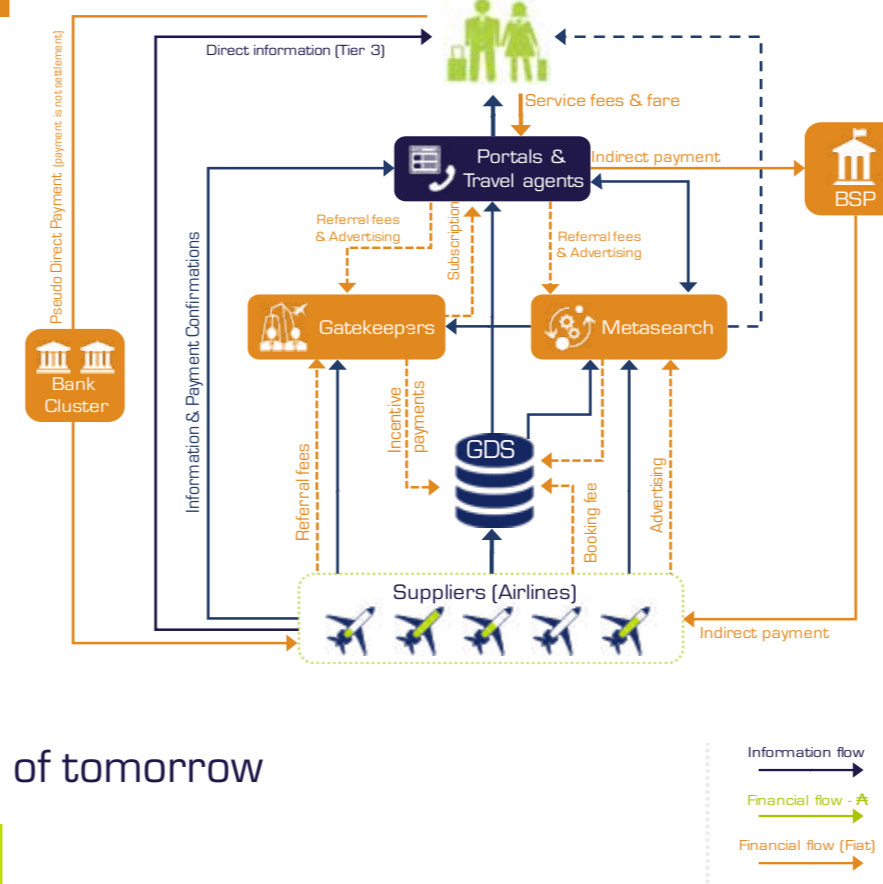 Direct information (Tier 3)
Pseudo Direct Payment (payment is not settlement)
Service fees & fare
Portals &
Travel agents
Indirect payment
BSP
Referral fees
& Advertising
Subscription
Referral fees
& Advertising
Information & Payment Confirmations
Gatekeepers
Metasearch
Bank
Cluster
Incentive
payments
GDS
Referral fees
Booking fee
Advertising
Suppliers (Airlines)
Indirect payment
of tomorrow
Information flow
Financial flow - ₳
Financial flow (Fiat)